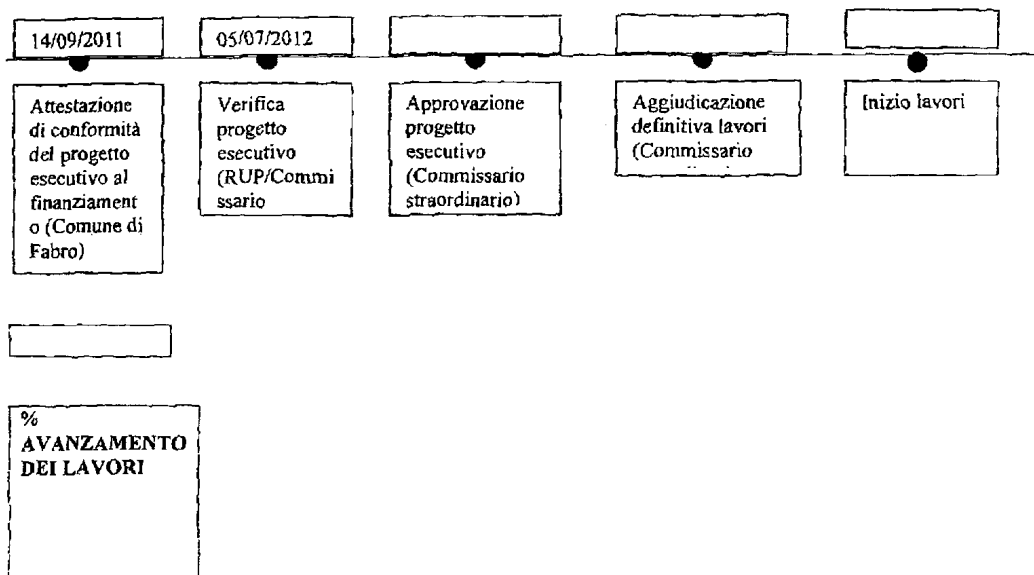 14/09/2011
05/07/2012
Attestazione
di conformità
del progetto
esecutivo al
finanziament
o (Comune di
Fabro)
Verifica
progetto
esecutivo
(RUP/Commi
ssario
Approvazione
progetto
esecutivo
(Commissario
straordinario)
Aggiudicazione
definitiva lavori
(Commissario
Inizio lavori
%
AVANZAMENTO
DEI LAVORI